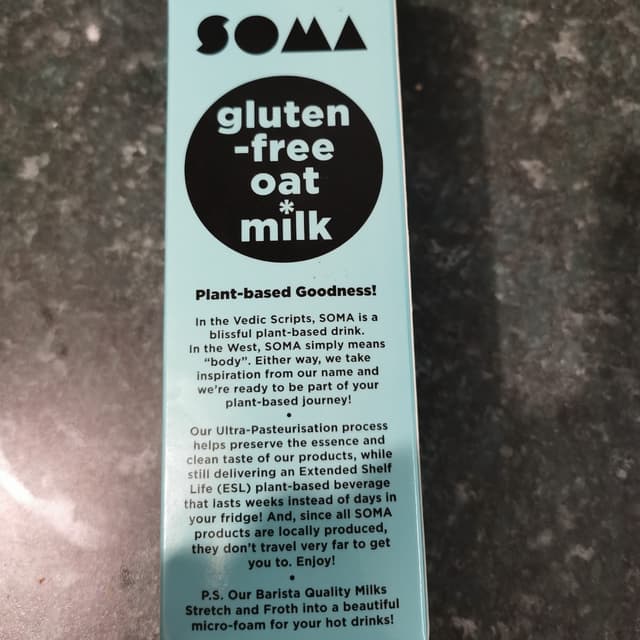 SOMA
gluten
-free
oat
*
milk
Plant-based Goodness!
In the Vedic Scripts, SOMA is a
blissful plant-based drink.
In the West, SOMA simply means
“body”. Either way, we take
inspiration from our name and
we’re ready to be part of your
plant-based journey!
•
Our Ultra-Pasteurisation process
helps preserve the essence and
clean taste of our products, while
still delivering an Extended Shelf
Life (ESL) plant-based beverage
that lasts weeks instead of days in
your fridge! And, since all SOMA
products are locally produced,
they don’t travel very far to get
you to. Enjoy!
•
P.S. Our Barista Quality Milks
Stretch and Froth into a beautiful
micro-foam for your hot drinks!